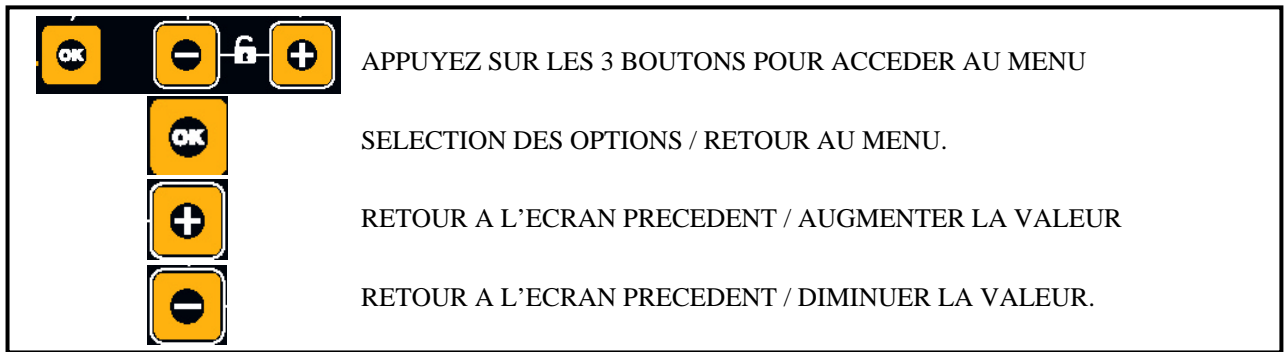 OK APPUYEZ SUR LES 3 BOUTONS POUR ACCEDER AU MENU
OK SELECTION DES OPTIONS / RETOUR AU MENU.
RETOUR A L’ECRAN PRECEDENT / AUGMENTER LA VALEUR
RETOUR A L’ECRAN PRECEDENT / DIMINUER LA VALEUR.